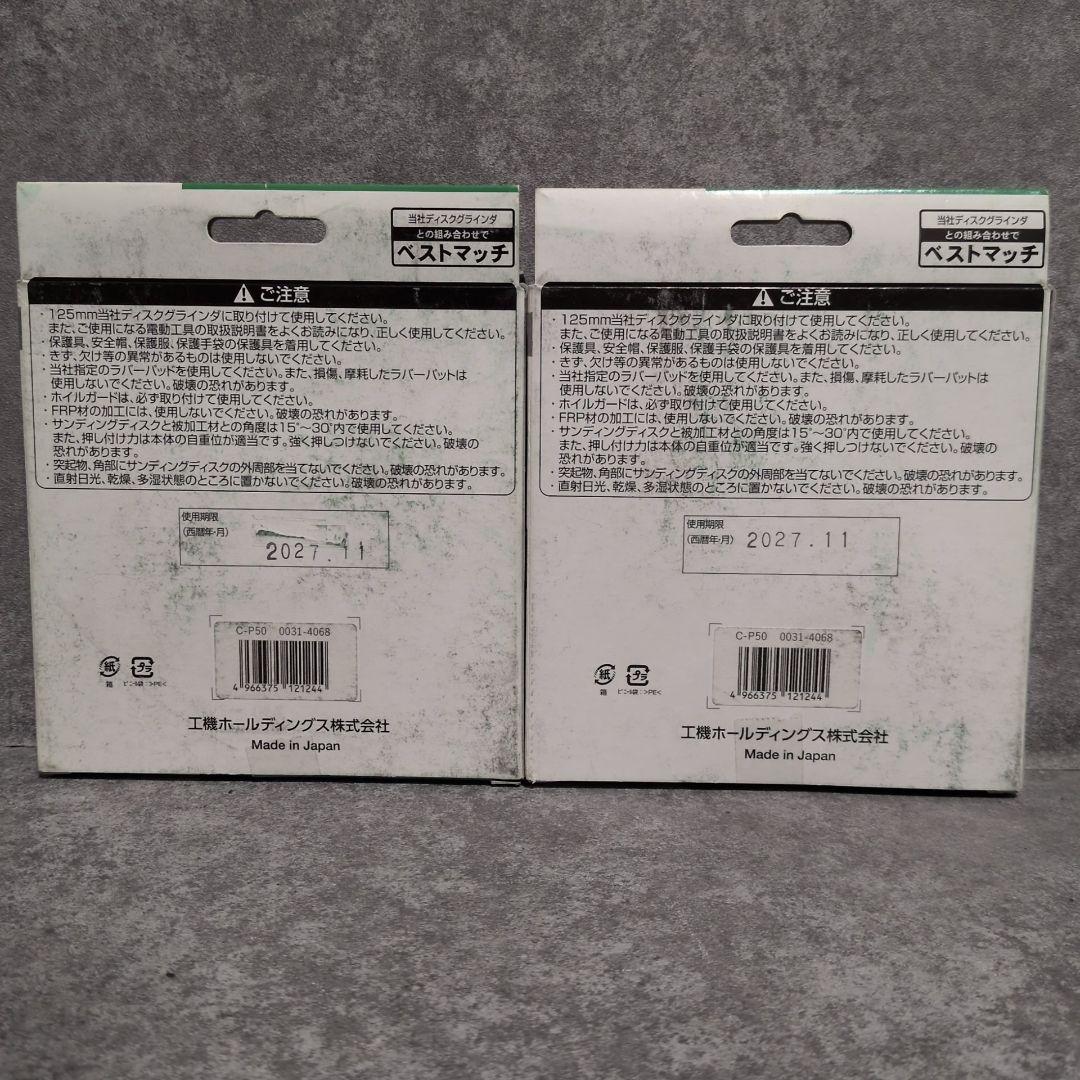 当社ディスクグラインダ
との組み合わせで
ベストマッチ
ご注意
・125mm当社ディスクグラインダに取り付けて使用してください。
また、ご使用になる電動工具の取扱説明書をよくお読みになり、正しく使用してください。
・保護具、安全帽、保護服、保護手袋の保護具を着用してください。
・きず、欠け等の異常があるものは使用しないでください。
・当社指定のラバーパッドを使用してください。また、損傷、摩耗したラバーパットは
使用しないでください。破壊の恐れがあります。
・ホイルガードは、必ず取り付けて使用してください。
・FRP材の加工には、使用しないでください。破壊の恐れがあります。
・サンディングディスクと被加工材との角度は15°〜30°内で使用してください。
また、押し付け力は本体の自重位が適当です。強く押しつけないでください。破壊の
恐れがあります。
・突起物、角部にサンディングディスクの外周部を当てないでください。破壊の恐れがあります。
・直射日光、乾燥、多湿状態のところに置かないでください。破壊の恐れがあります。
使用期限
(西暦年・月)
2027.11
C-P50 0031-4068
4 966375 121244
紙
箱
プラ
ビニール袋:>PE<
工機ホールディングス株式会社
Made in Japan
当社ディスクグラインダ
との組み合わせで
ベストマッチ
ご注意
・125mm当社ディスクグラインダに取り付けて使用してください。
また、ご使用になる電動工具の取扱説明書をよくお読みになり、正しく使用してください。
・保護具、安全帽、保護服、保護手袋の保護具を着用してください。
・きず、欠け等の異常があるものは使用しないでください。
・当社指定のラバーパッドを使用してください。また、損傷、摩耗したラバーパットは
使用しないでください。破壊の恐れがあります。
・ホイルガードは、必ず取り付けて使用してください。
・FRP材の加工には、使用しないでください。破壊の恐れがあります。
・サンディングディスクと被加工材との角度は15°〜30°内で使用してください。
また、押し付け力は本体の自重位が適当です。強く押しつけないでください。破壊の
恐れがあります。
・突起物、角部にサンディングディスクの外周部を当てないでください。破壊の恐れがあります。
・直射日光、乾燥、多湿状態のところに置かないでください。破壊の恐れがあります。
使用期限
(西暦年・月)
2027.11
C-P50 0031-4068
4 966375 121244
紙
箱
プラ
ビニール袋:>PE<
工機ホールディングス株式会社
Made in Japan